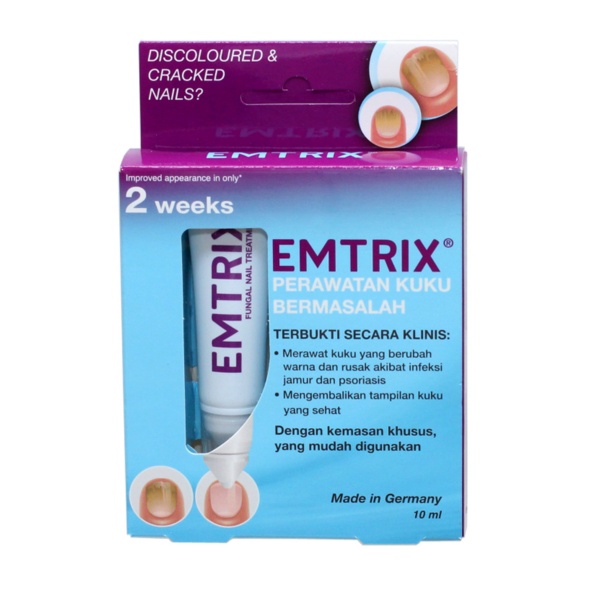 DISCOLOURED &
CRACKED
NAILS?
EMTRIX
EMTRIX
Improved appearance in only*
2 weeks
EMTRIX
FUNGAL NAIL
EMTRIX®
PERAWATAN KUKU
BERMASALAH
TERBUKTI SECARA KLINIS:
• Merawat kuku yang berubah
warna dan rusak akibat infeksi
jamur dan psoriasis
• Mengembalikan tampilan kuku
yang sehat
Dengan kemasan khusus,
yang mudah digunakan
Made in Germany
10 ml